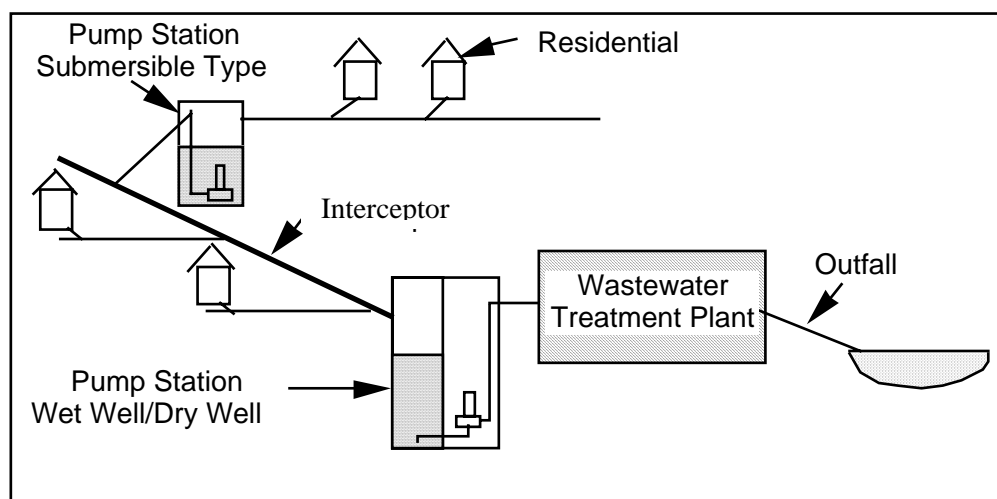 Pump Station
Submersible Type
Residential
Interceptor
Wastewater
Treatment Plant
Outfall
Pump Station
Wet Well/Dry Well